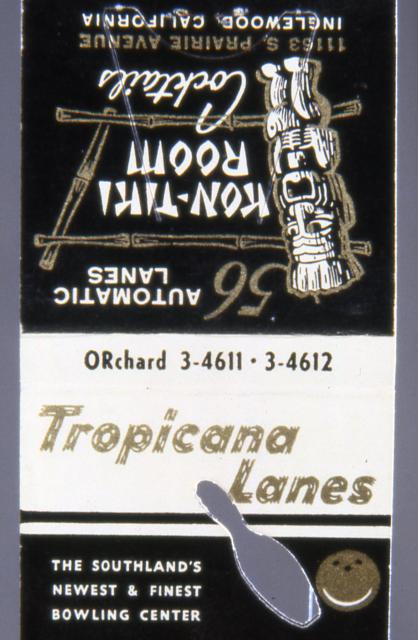 56 AUTOMATIC
LANES
KON-TIKI
ROOM
Cocktails
11153 S. PRAIRIE AVENUE
INGLEWOOD, CALIFORNIA
ORchard 3-4611 • 3-4612
Tropicana
Lanes
THE SOUTHLAND'S
NEWEST & FINEST
BOWLING CENTER